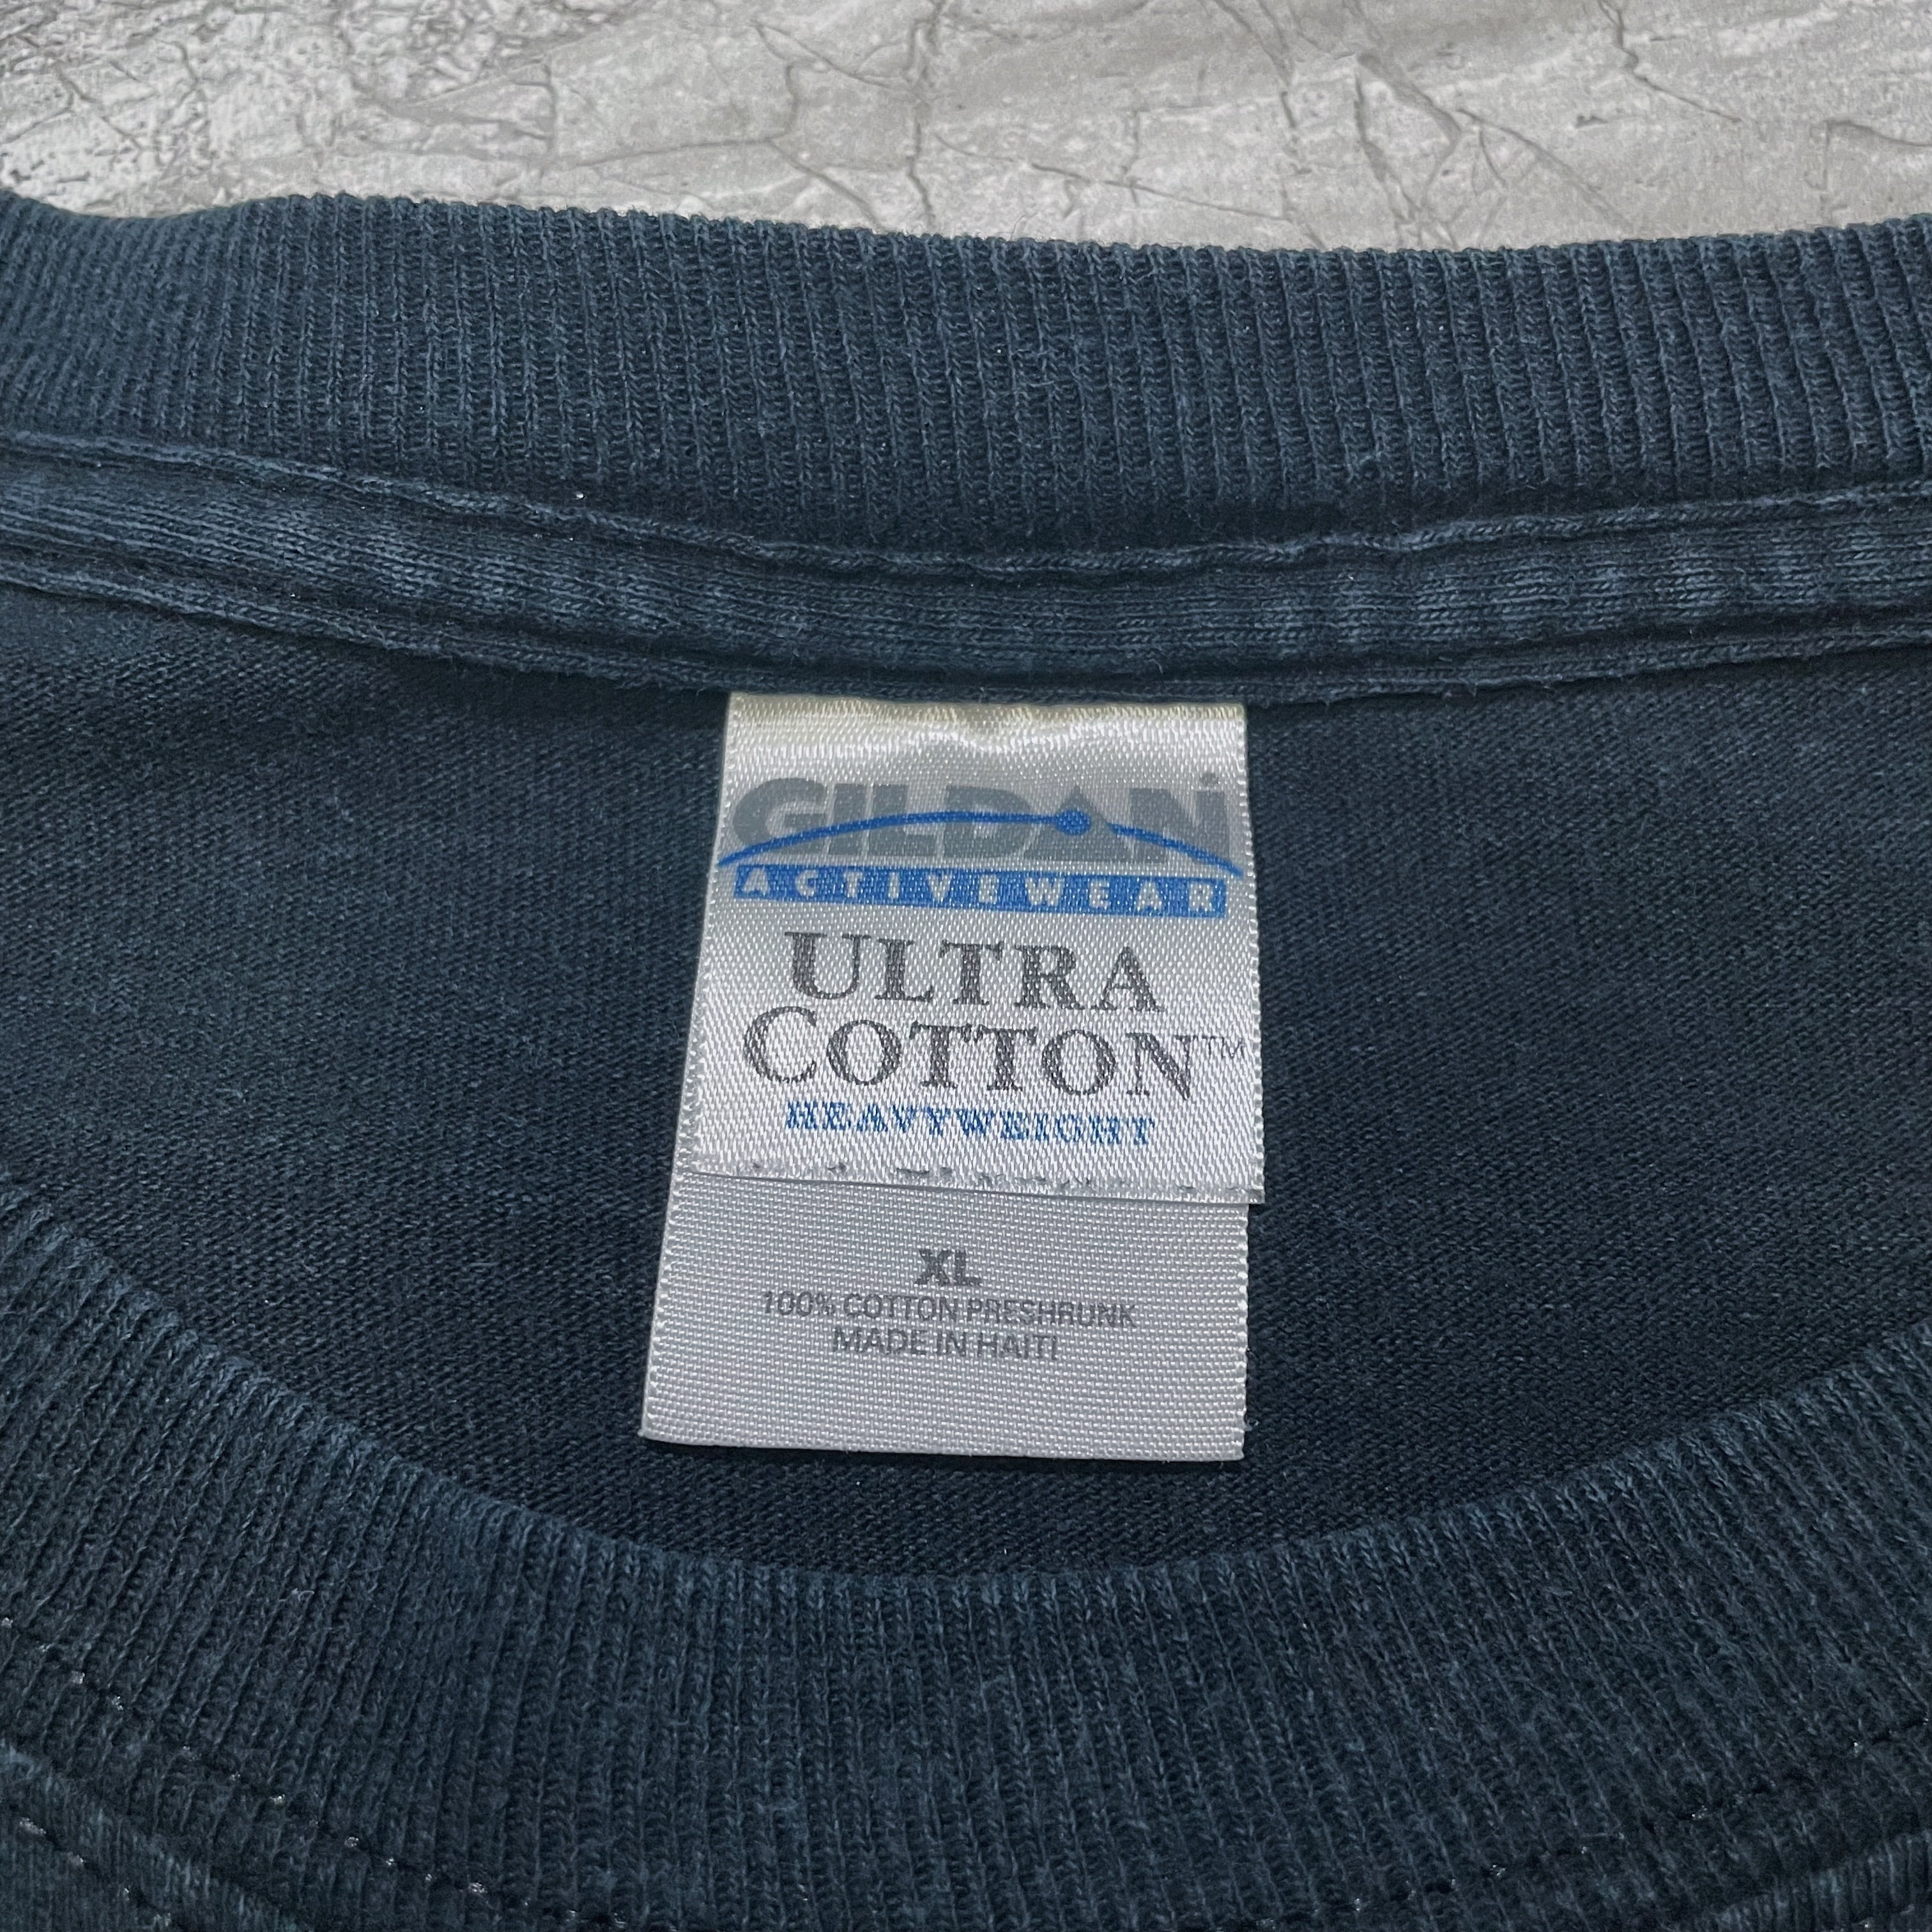 GILDAN
ACTIVEWEAR
ULTRA
COTTON™
HEAVYWEIGHT
XL
100% COTTON PRESHRUNK
MADE IN HAITI